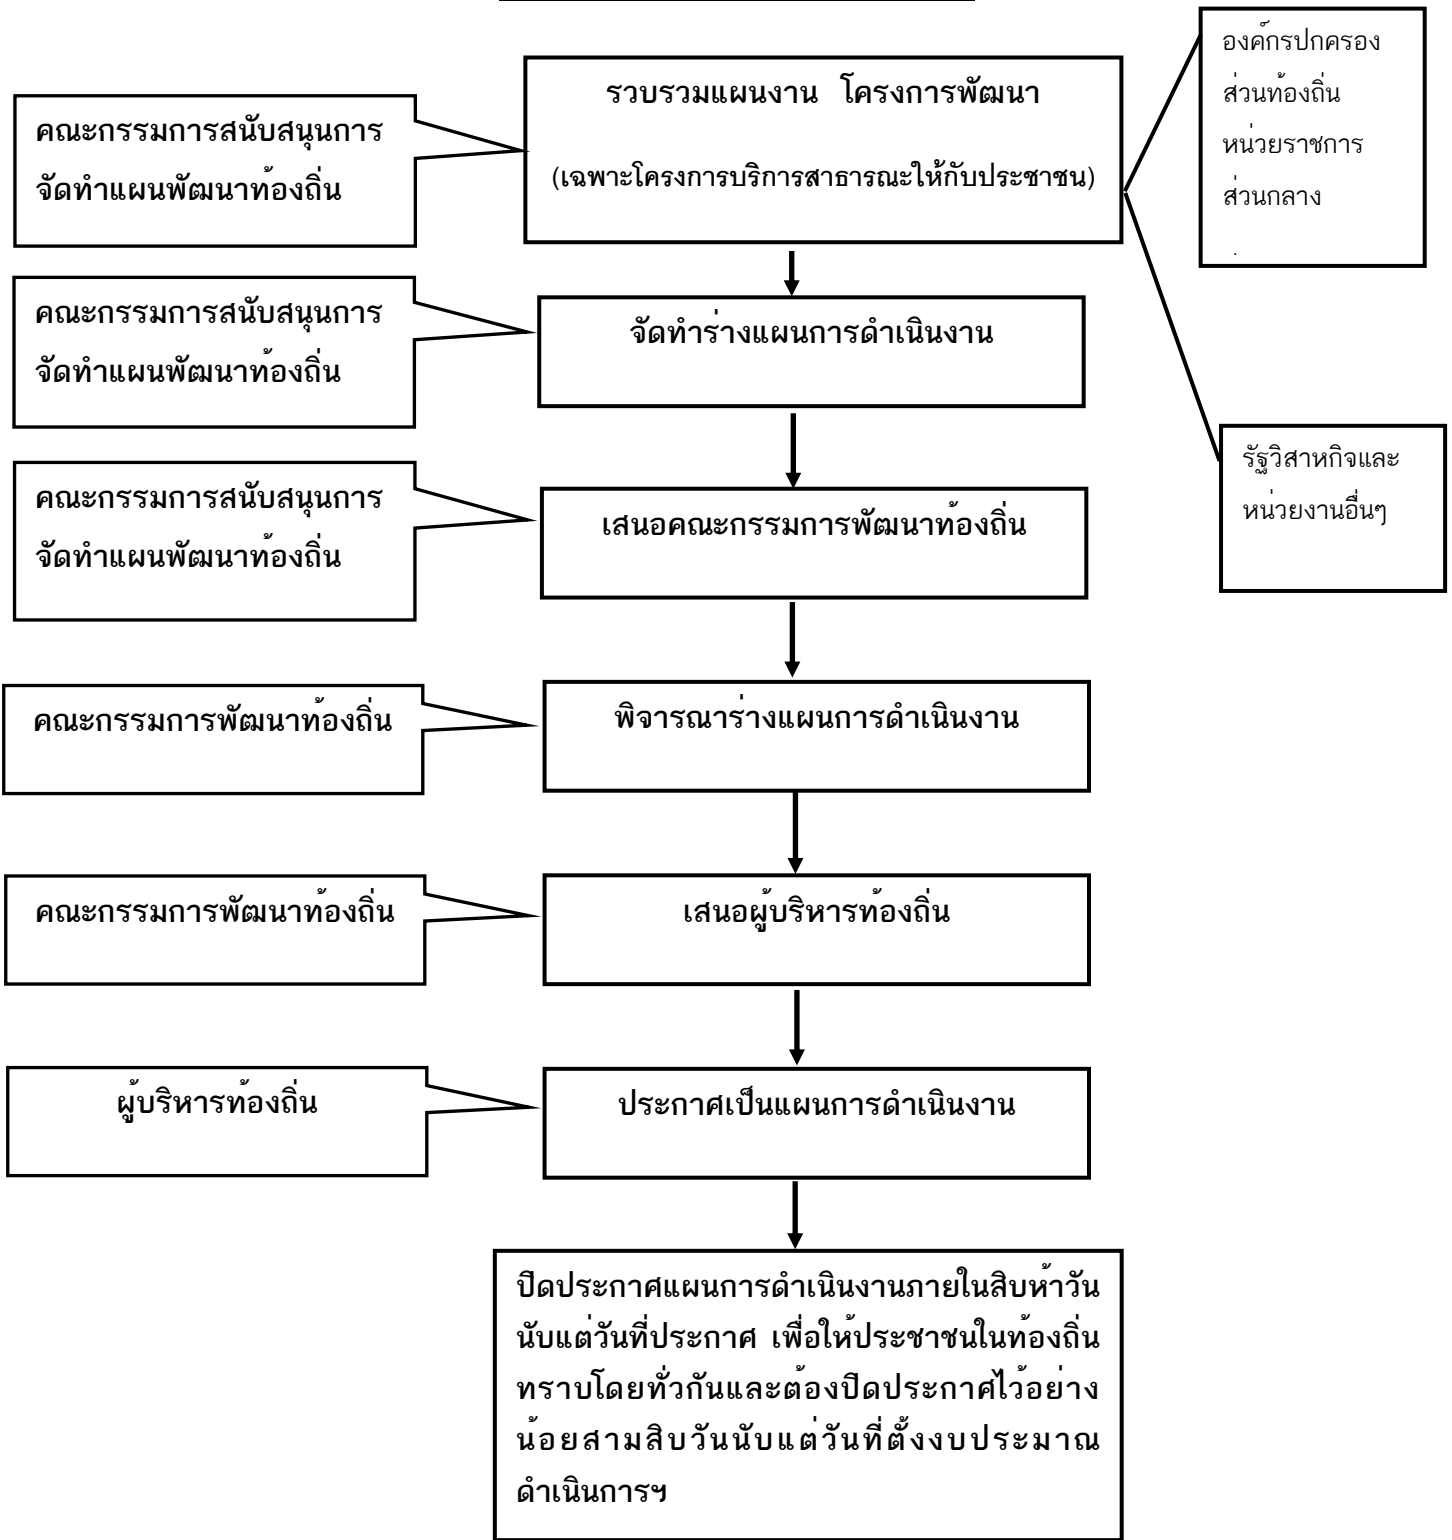 องค์กรปกครอง
ส่วนท้องถิ่น
หน่วยราชการ
ส่วนกลาง
รวบรวมแผนงาน โครงการพัฒนา
(เฉพาะโครงการบริการสาธารณะให้กับประชาชน)
คณะกรรมการสนับสนุนการ
จัดทำแผนพัฒนาท้องถิ่น
คณะกรรมการสนับสนุนการ
จัดทำแผนพัฒนาท้องถิ่น
จัดทำร่างแผนการดำเนินงาน
รัฐวิสาหกิจและ
หน่วยงานอื่นๆ
คณะกรรมการสนับสนุนการ
จัดทำแผนพัฒนาท้องถิ่น
เสนอคณะกรรมการพัฒนาท้องถิ่น
คณะกรรมการพัฒนาท้องถิ่น
พิจารณาร่างแผนการดำเนินงาน
คณะกรรมการพัฒนาท้องถิ่น
เสนอผู้บริหารท้องถิ่น
ผู้บริหารท้องถิ่น
ประกาศเป็นแผนการดำเนินงาน
ปิดประกาศแผนการดำเนินงานภายในสิบห้าวัน
นับแต่วันที่ประกาศ เพื่อให้ประชาชนในท้องถิ่น
ทราบโดยทั่วกันและต้องปิดประกาศไว้อย่าง
น้อยสามสิบวันนับแต่วันที่ตั้งงบประมาณ
ดำเนินการฯ